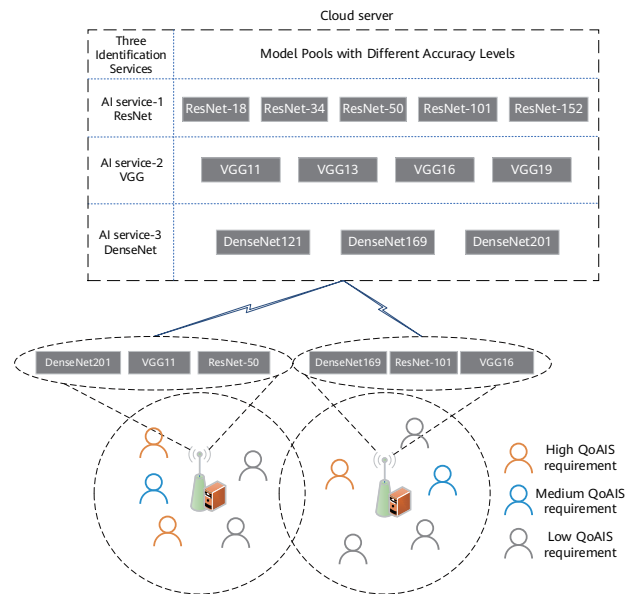 Cloud server
Three
Identification
Services
Model Pools with Different Accuracy Levels
AI service-1
ResNet
ResNet-18 ResNet-34 ResNet-50 ResNet-101 ResNet-152
AI service-2
VGG
VGG11 VGG13 VGG16 VGG19
AI service-3
DenseNet
DenseNet121 DenseNet169 DenseNet201
DenseNet201 VGG11 ResNet-50 DenseNet169 ResNet-101 VGG16
High QoAIS
requirement
Medium QoAIS
requirement
Low QoAIS
requirement